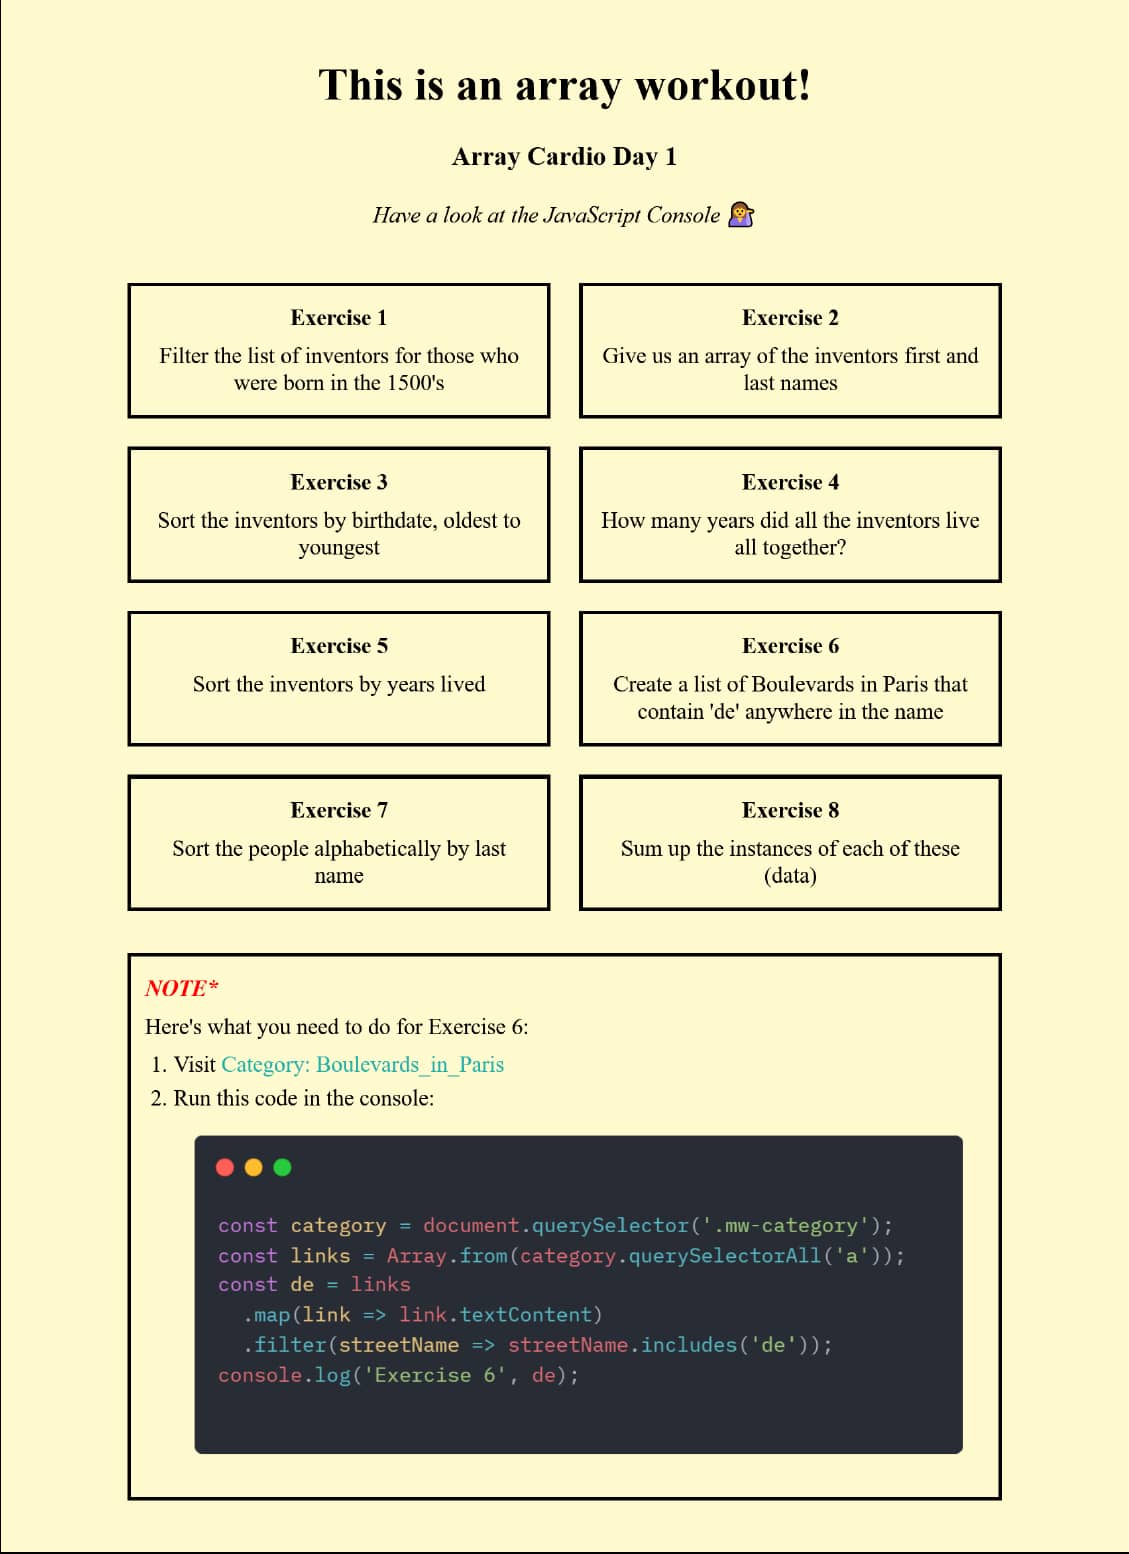 This is an array workout!
Array Cardio Day 1
Have a look at the JavaScript Console 💁
Exercise 1
Filter the list of inventors for those who
were born in the 1500's
Exercise 2
Give us an array of the inventors first and
last names
Exercise 3
Sort the inventors by birthdate, oldest to
youngest
Exercise 4
How many years did all the inventors live
all together?
Exercise 5
Sort the inventors by years lived
Exercise 6
Create a list of Boulevards in Paris that
contain 'de' anywhere in the name
Exercise 7
Sort the people alphabetically by last
name
Exercise 8
Sum up the instances of each of these
(data)
NOTE*
Here's what you need to do for Exercise 6:
1. Visit Category: Boulevards_in_Paris
2. Run this code in the console:
const category = document.querySelector('.mw-category');
const links = Array.from(category.querySelectorAll('a'));
const de = links
  .map(link => link.textContent)
  .filter(streetName => streetName.includes('de'));
console.log('Exercise 6', de);